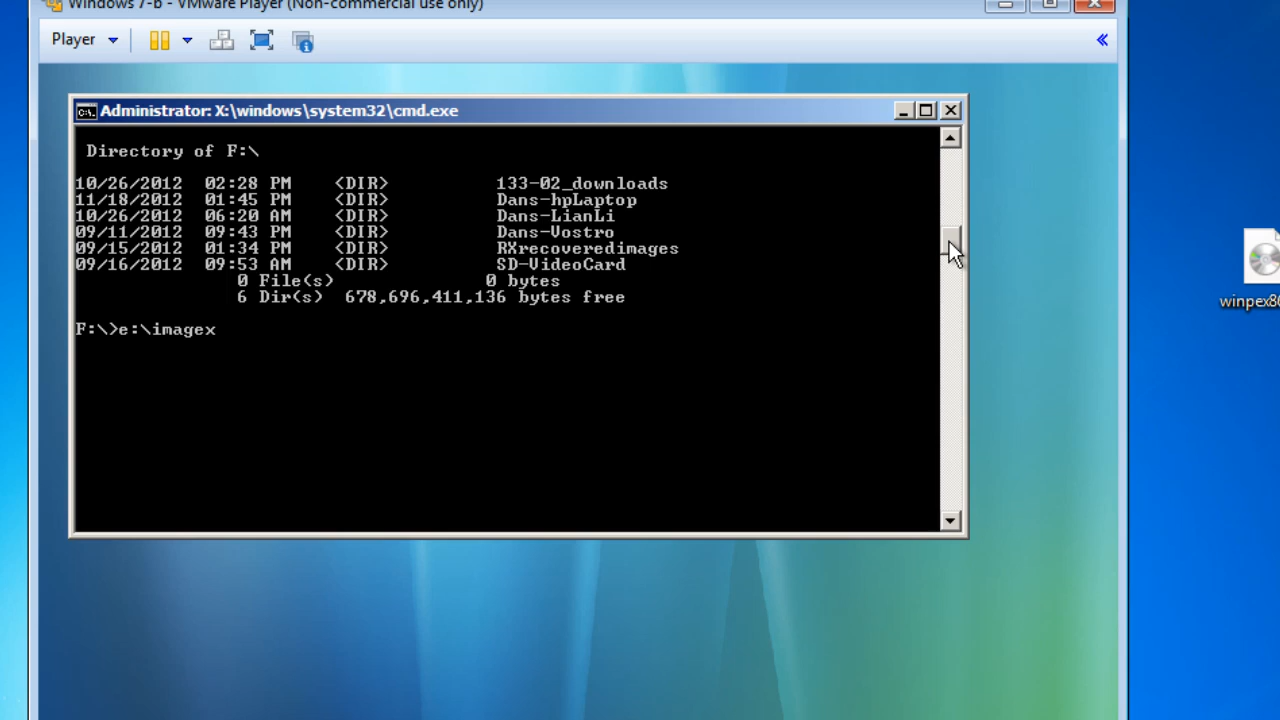 Windows 7-b - VMware Player (Non-commercial use only)
Player
Administrator: X:\windows\system32\cmd.exe
Directory of F:\
10/26/2012 02:28 PM <DIR> 133-02_downloads
11/18/2012 01:45 PM <DIR> Dans-hpLaptop
10/26/2012 06:20 AM <DIR> Dans-LianLi
09/11/2012 09:43 PM <DIR> Dans-Vostro
09/15/2012 01:34 PM <DIR> RXrecoveredimages
09/16/2012 09:53 AM <DIR> SD-VideoCard
0 File(s) 0 bytes
6 Dir(s) 678,696,411,136 bytes free
F:\>e:\imagex